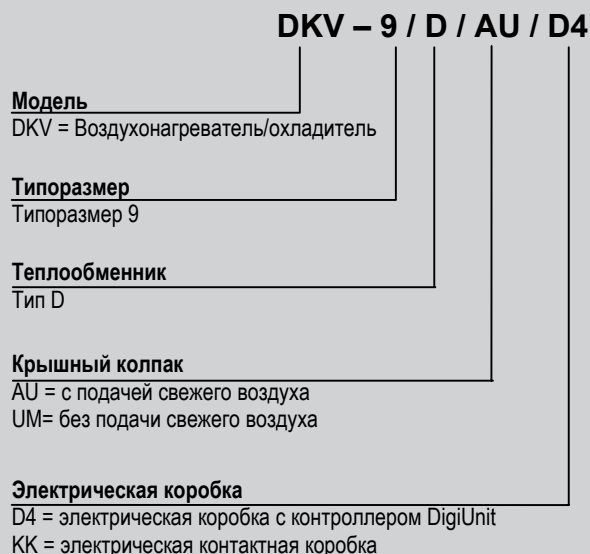 DKV – 9 / D / AU / D4
Модель
DKV = Воздухонагреватель/охладитель
Типоразмер
Типоразмер 9
Теплообменник
Тип D
Крышный колпак
AU = с подачей свежего воздуха
UM= без подачи свежего воздуха
Электрическая коробка
D4 = электрическая коробка с контроллером DigiUnit
KK = электрическая контактная коробка